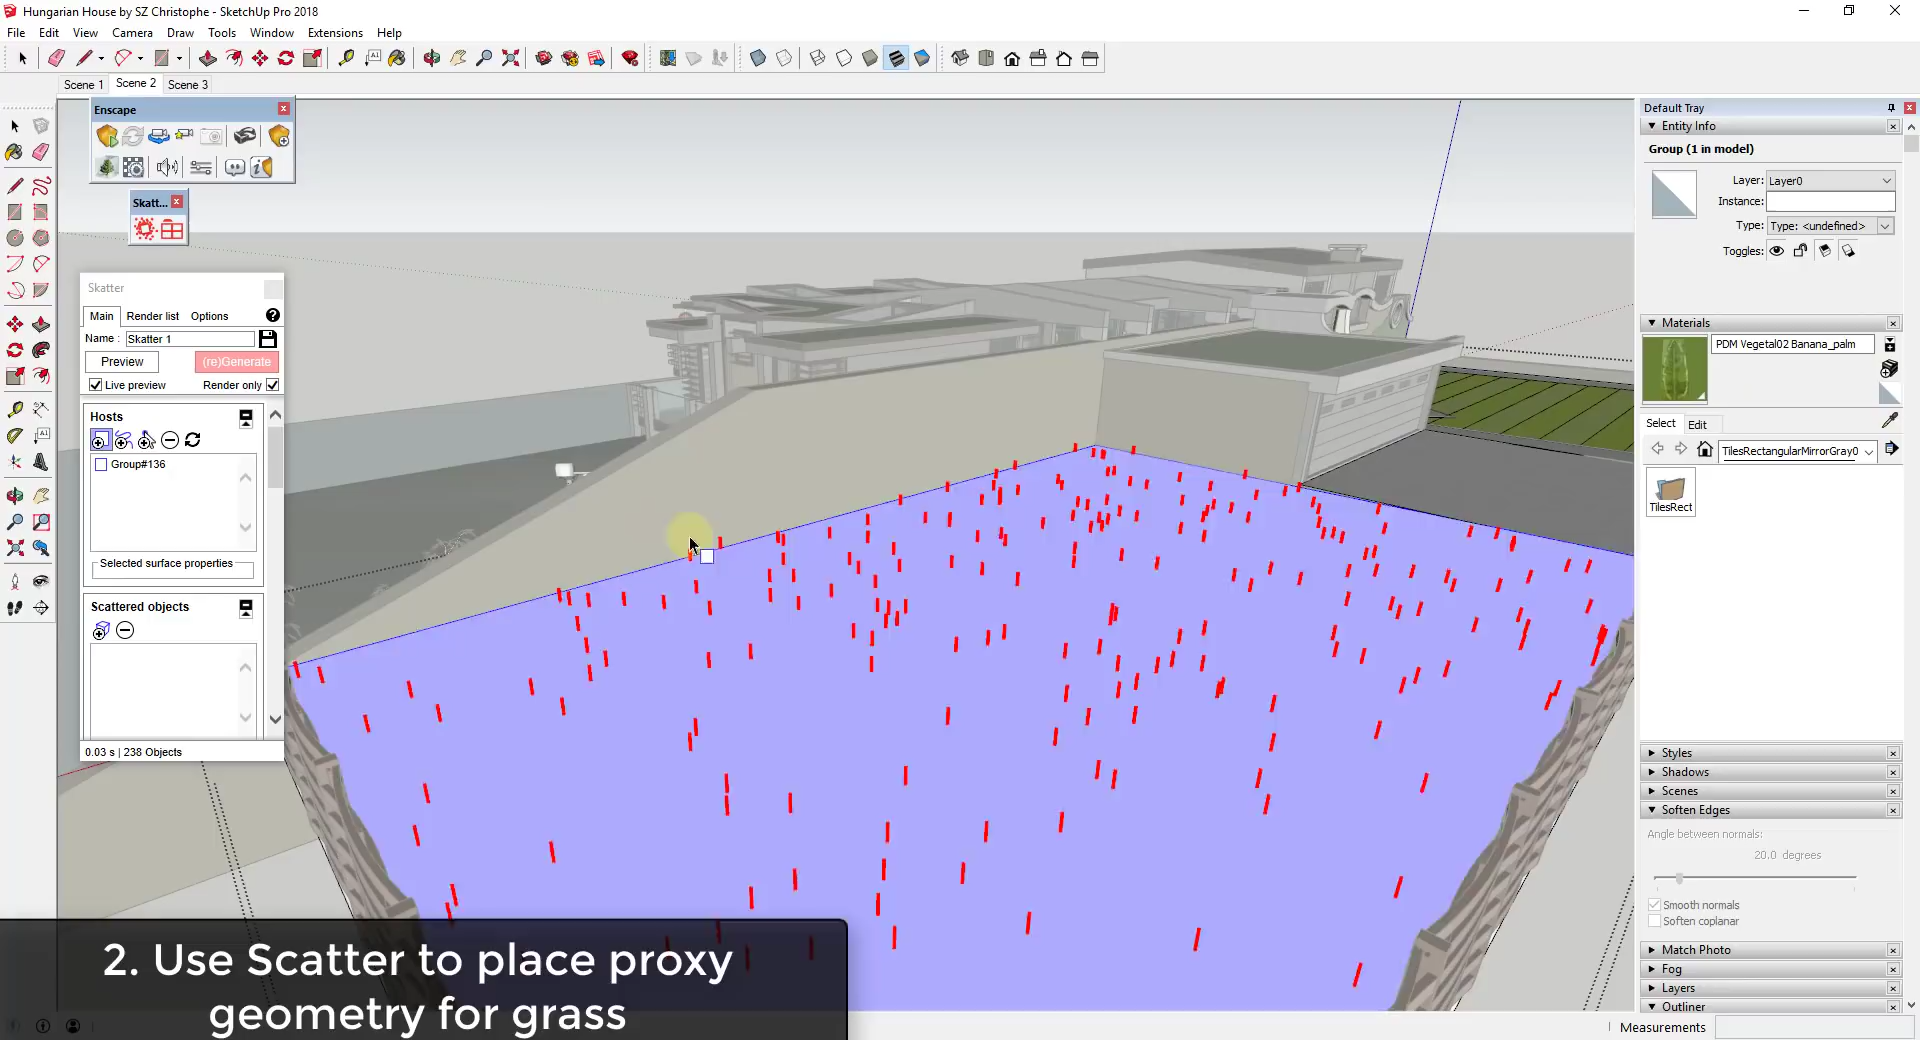 Hungarian House by SZ Christophe - SketchUp Pro 2018
File Edit View Camera Draw Tools Window Extensions Help
Scene 1 Scene 2 Scene 3
Enscape
Skatt...
Skatter
Main Render list Options
Name : Skatter 1
Preview (re)Generate
Live preview Render only
Hosts
Group#136
Selected surface properties
Scattered objects
0.03 s | 238 Objects
2. Use Scatter to place proxy
geometry for grass
Default Tray
Entity Info
Group (1 in model)
Layer: Layer0
Instance:
Type: Type: <undefined>
Toggles:
Materials
PDM Vegetal02 Banana_palm
Select Edit
TilesRectangularMirrorGray0
TilesRect
Styles
Shadows
Scenes
Soften Edges
Angle between normals:
20.0 degrees
Smooth normals
Soften coplanar
Match Photo
Fog
Layers
Outliner
Measurements